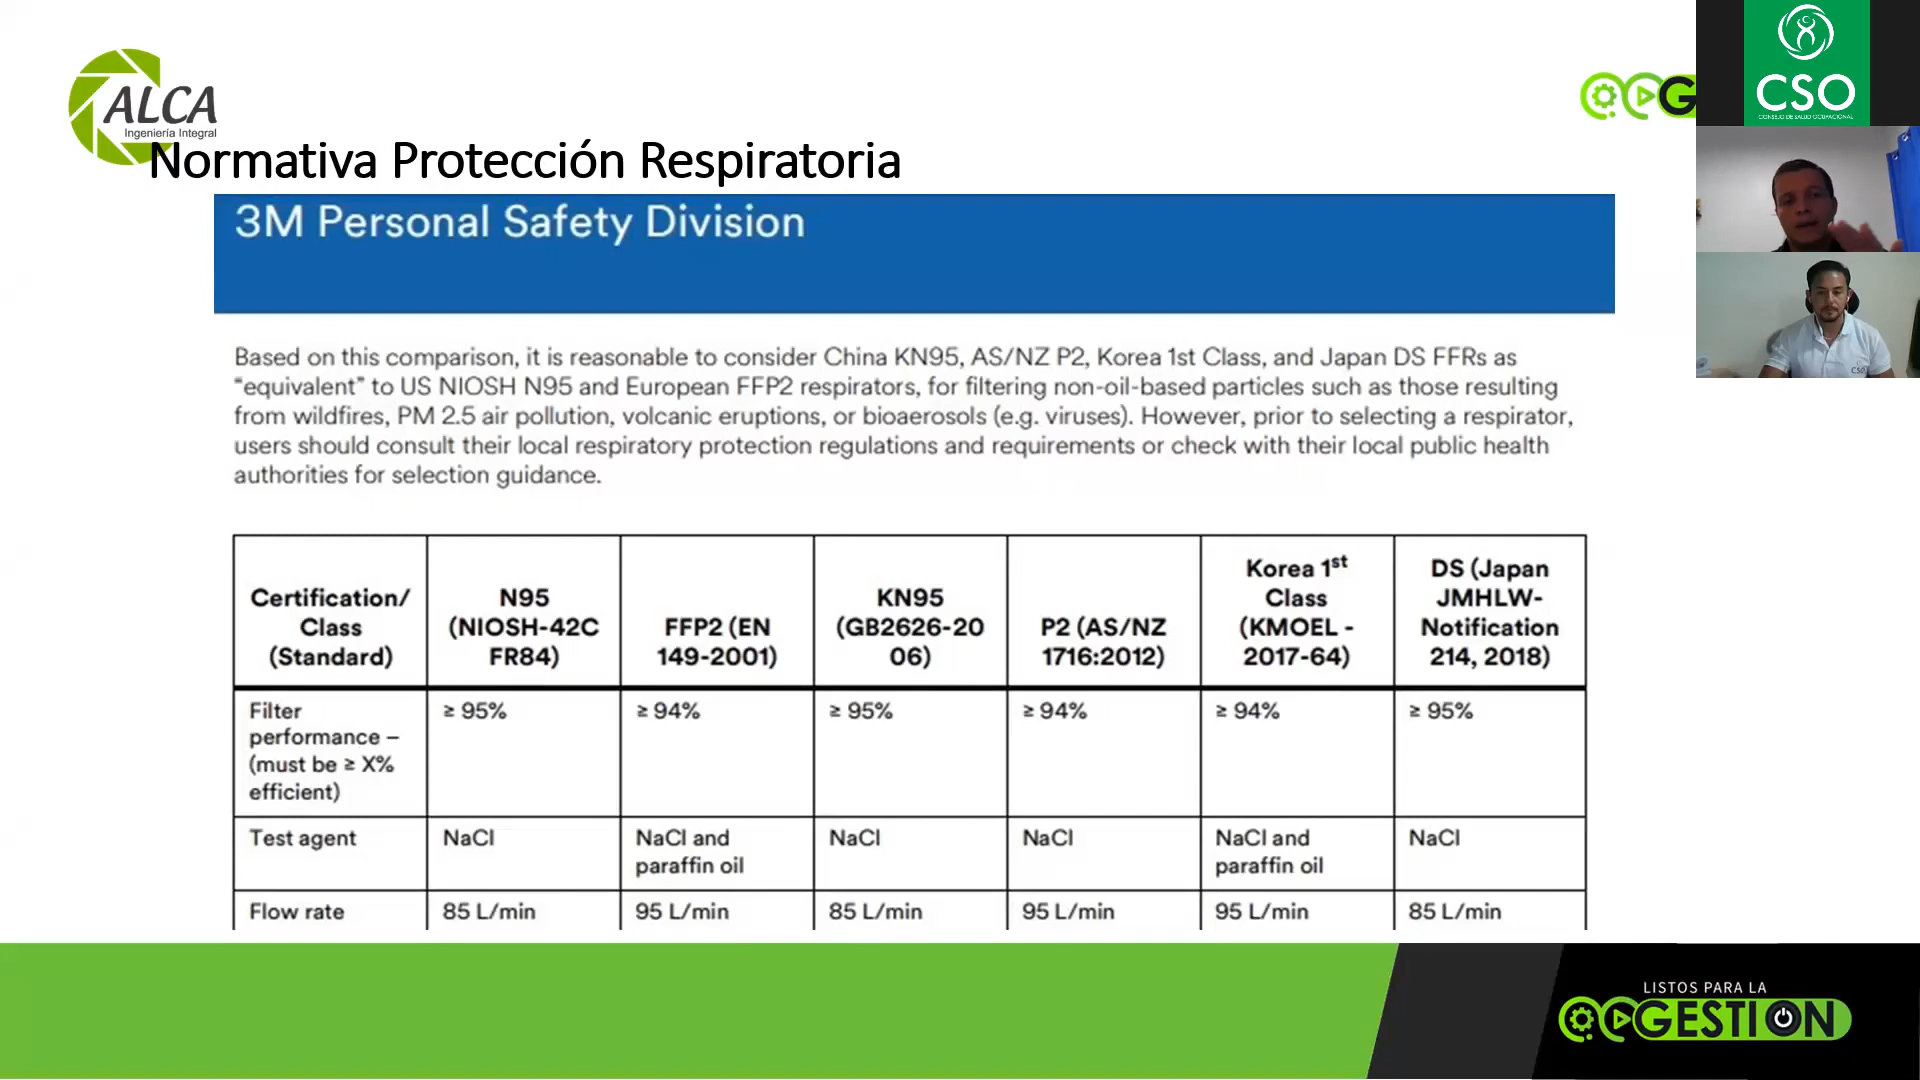 ALCA
Ingeniería Integral
G
CSO
CONSEJO DE SALUD OCUPACIONAL
Normativa Protección Respiratoria
3M Personal Safety Division
Based on this comparison, it is reasonable to consider China KN95, AS/NZ P2, Korea 1st Class, and Japan DS FFRs as
“equivalent” to US NIOSH N95 and European FFP2 respirators, for filtering non-oil-based particles such as those resulting
from wildfires, PM 2.5 air pollution, volcanic eruptions, or bioaerosols (e.g. viruses). However, prior to selecting a respirator,
users should consult their local respiratory protection regulations and requirements or check with their local public health
authorities for selection guidance.
Certification/
Class
(Standard)
N95
(NIOSH-42C
FR84)
FFP2 (EN
149-2001)
KN95
(GB2626-20
06)
P2 (AS/NZ
1716:2012)
Korea 1st
Class
(KMOEL -
2017-64)
DS (Japan
JMHLW-
Notification
214, 2018)
Filter
performance –
(must be ≥ X%
efficient)
≥ 95%
≥ 94%
≥ 95%
≥ 94%
≥ 94%
≥ 95%
Test agent
NaCl
NaCl and
paraffin oil
NaCl
NaCl
NaCl and
paraffin oil
NaCl
Flow rate
85 L/min
95 L/min
85 L/min
95 L/min
95 L/min
85 L/min
CSO
LISTOS PARA LA
GESTION